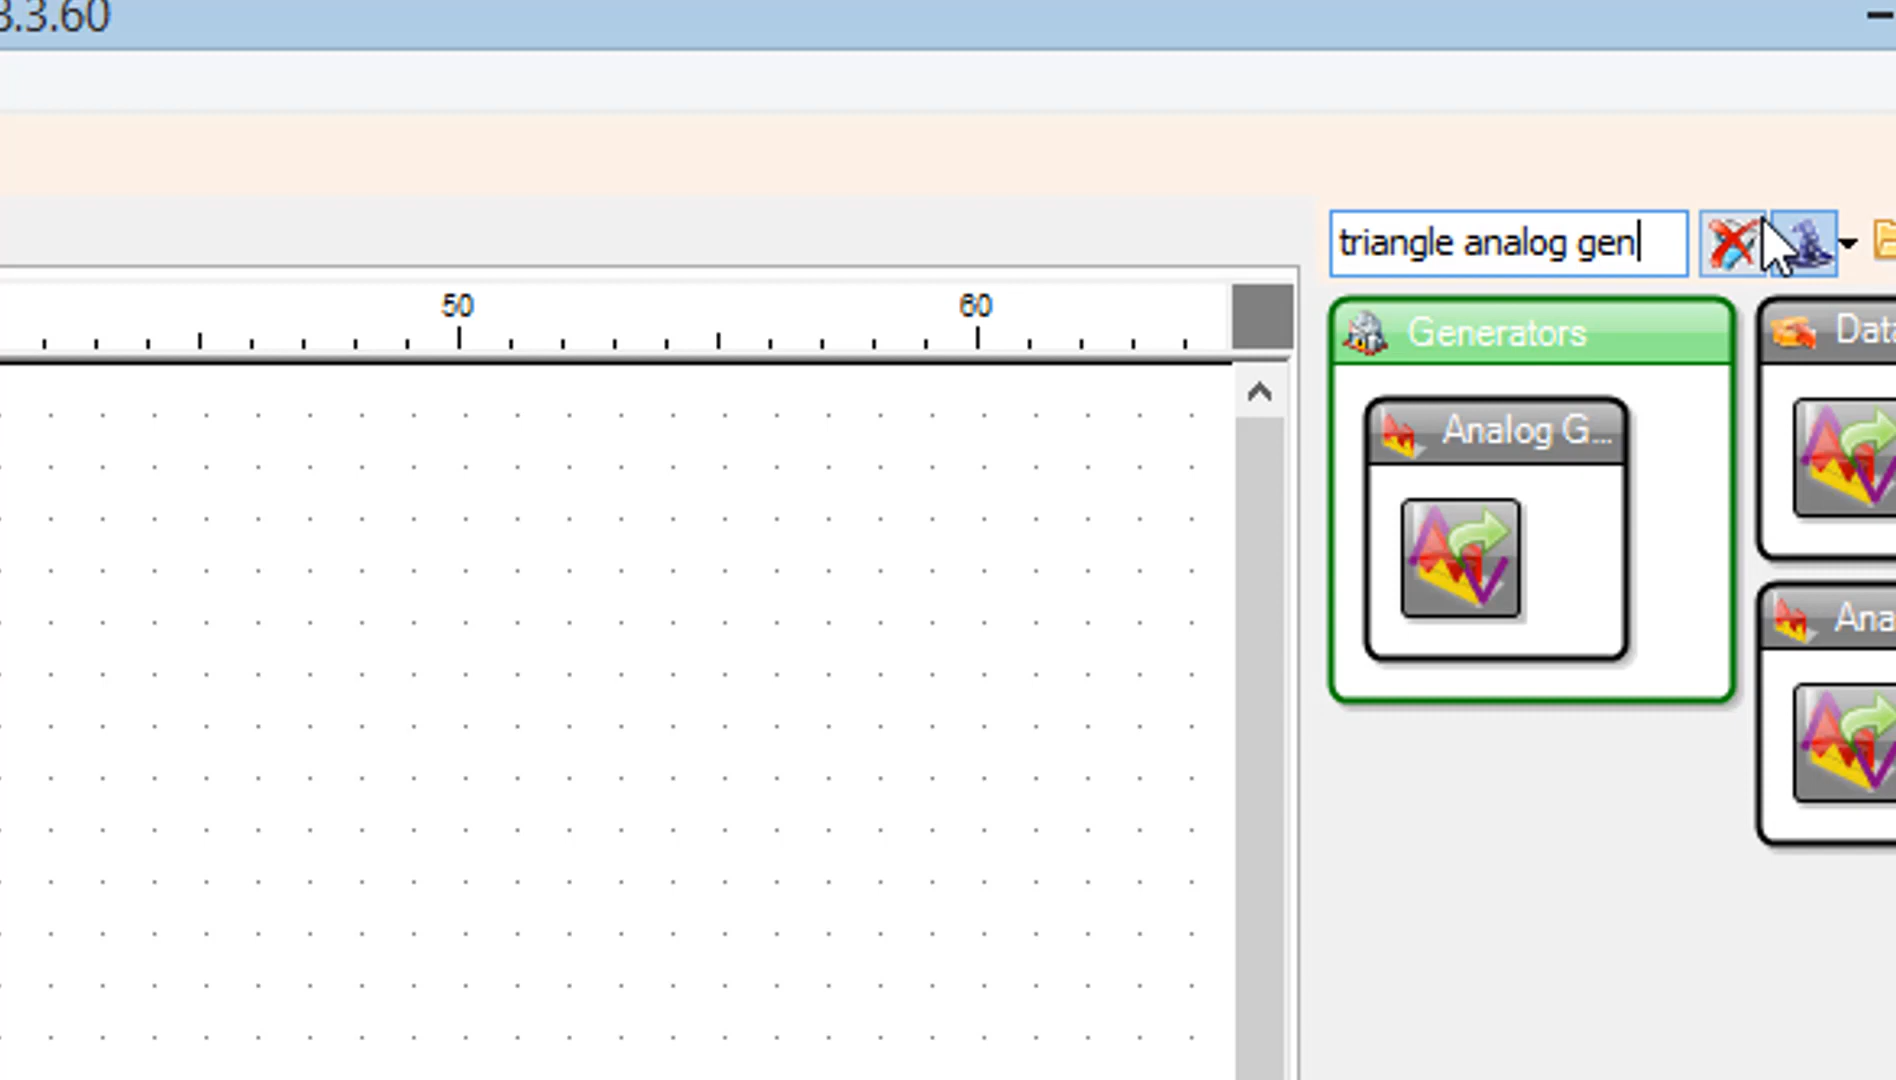 3.3.60
triangle analog gen
50 60
Generators
Data
Analog G...
Ana